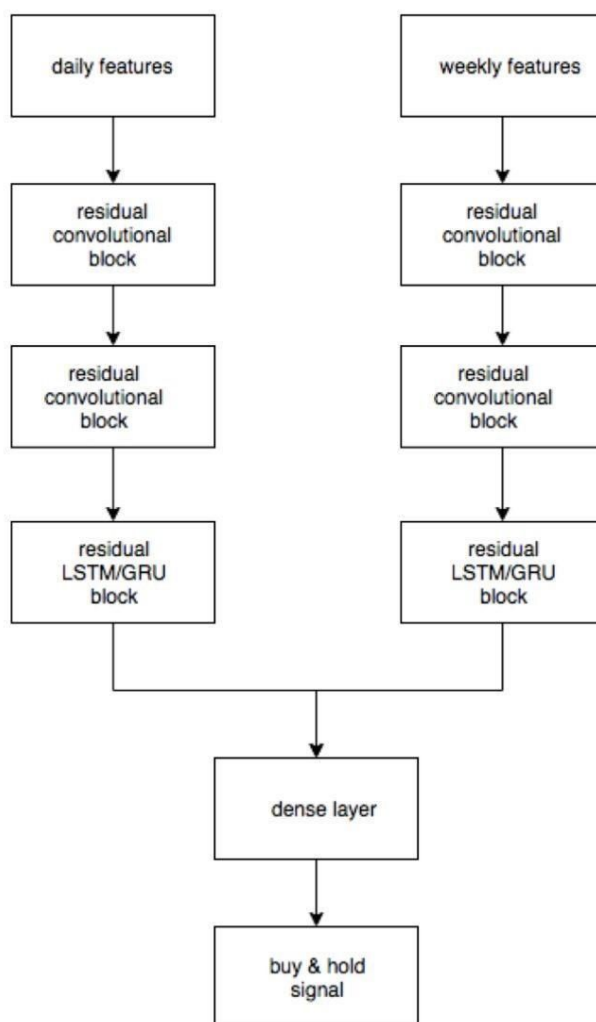 daily features
weekly features
residual
convolutional
block
residual
convolutional
block
residual
convolutional
block
residual
convolutional
block
residual
LSTM/GRU
block
residual
LSTM/GRU
block
dense layer
buy & hold
signal